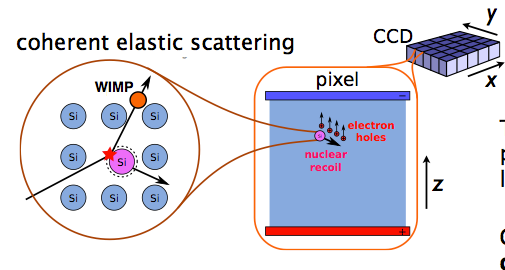 coherent elastic scattering
WIMP
Si Si Si
Si Si
Si Si Si
CCD
y
x
pixel
−
Si
electron
holes
nuclear
recoil
+
z